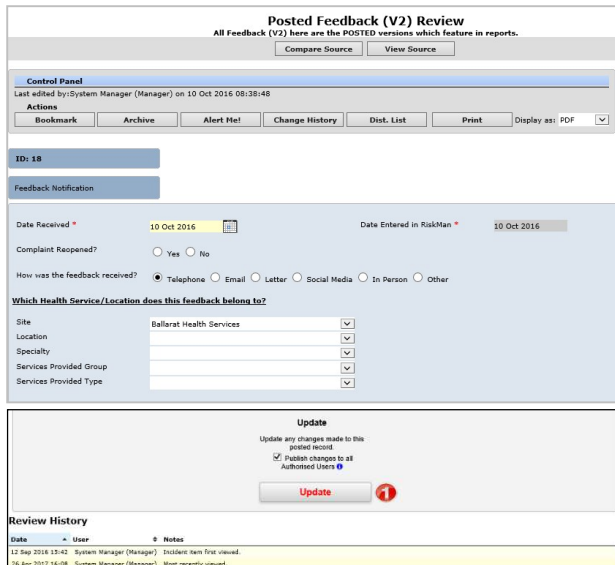 Posted Feedback (V2) Review
All Feedback (V2) here are the POSTED versions which feature in reports.
Compare Source View Source
Control Panel
Last edited by:System Manager (Manager) on 10 Oct 2016 08:38:48
Actions
Bookmark Archive Alert Me! Change History Dist. List Print Display as: PDF
ID: 18
Feedback Notification
Date Received * 10 Oct 2016 Date Entered in RiskMan * 10 Oct 2016
Complaint Reopened? Yes No
How was the feedback received? Telephone Email Letter Social Media In Person Other
Which Health Service/Location does this feedback belong to?
Site Ballarat Health Services
Location
Specialty
Services Provided Group
Services Provided Type
Update
Update any changes made to this
posted record.
Publish changes to all
Authorised Users
Update 1
Review History
Date User Notes
12 Sep 2016 15:42 System Manager (Manager) Incident item first viewed.
26 Apr 2017 16:08 System Manager (Manager) Most recently viewed.